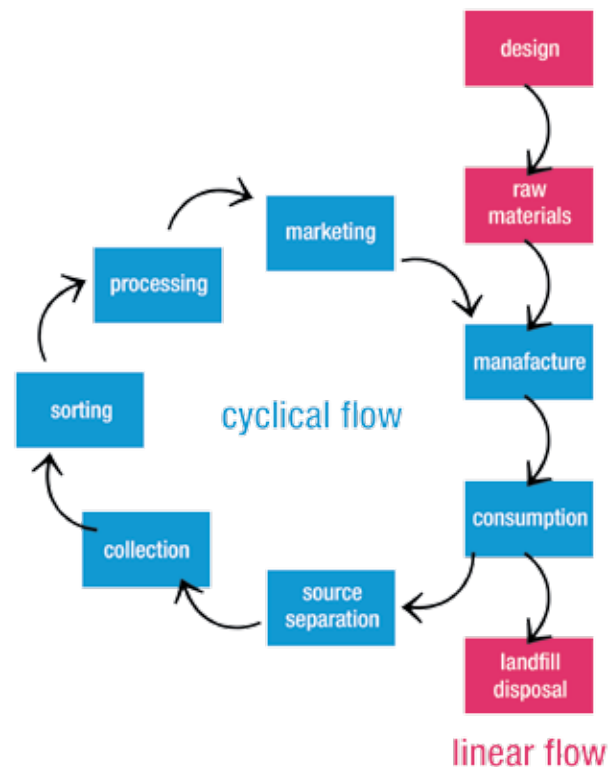 design
raw
materials
marketing
processing
manafacture
sorting
cyclical flow
consumption
collection
source
separation
landfill
disposal
linear flow